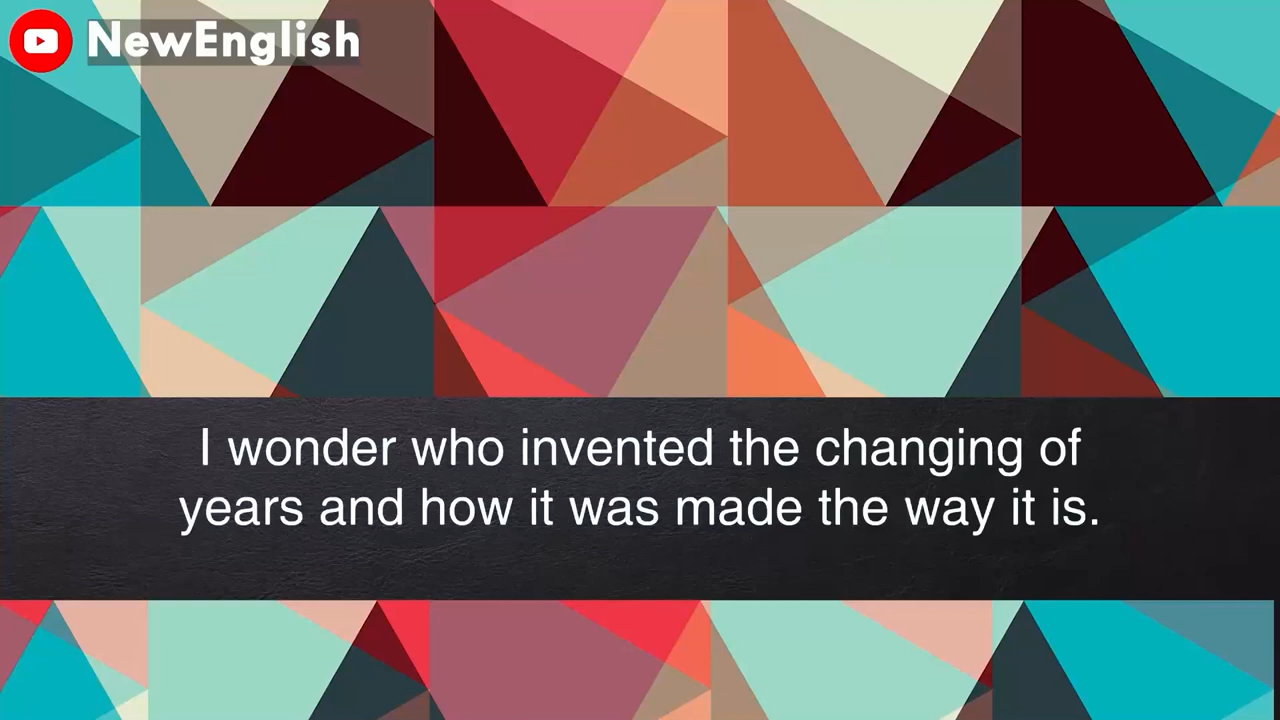 NewEnglish
I wonder who invented the changing of
years and how it was made the way it is.